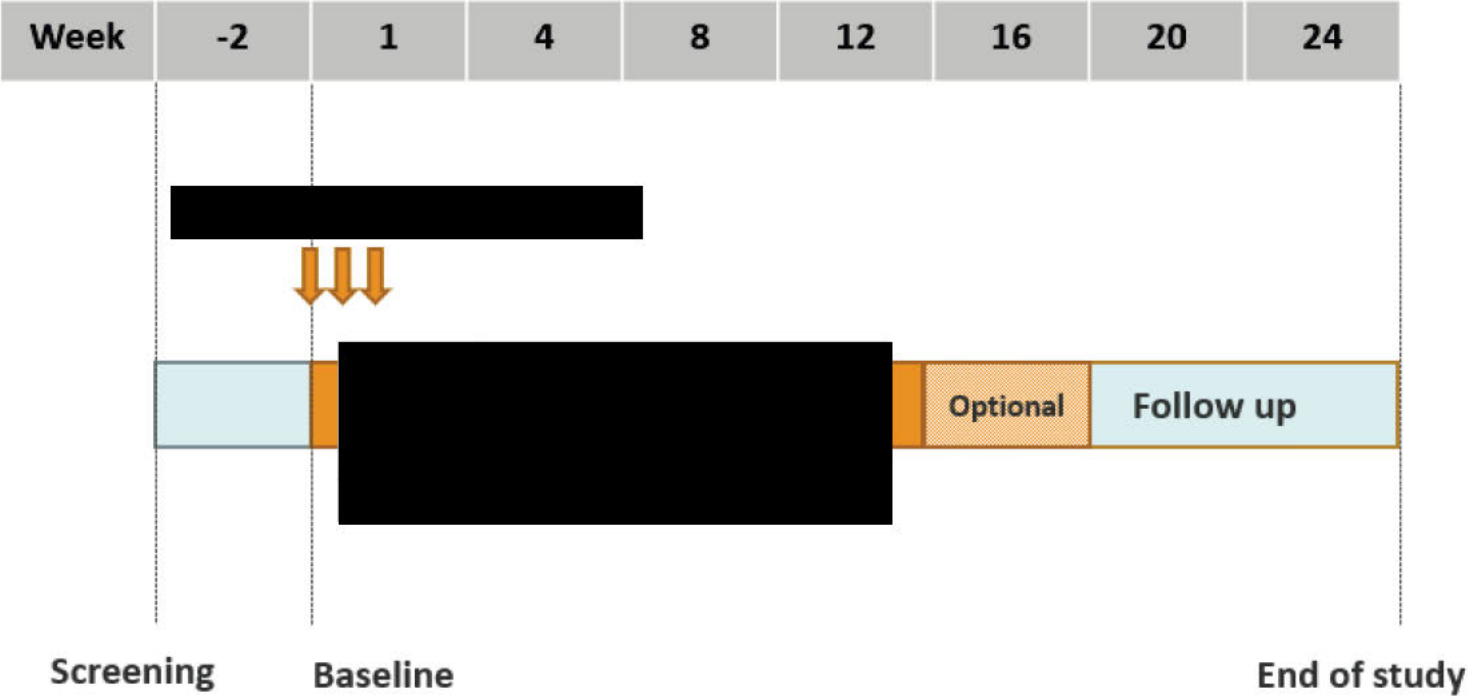 Week -2 1 4 8 12 16 20 24
Optional Follow up
Screening Baseline End of study